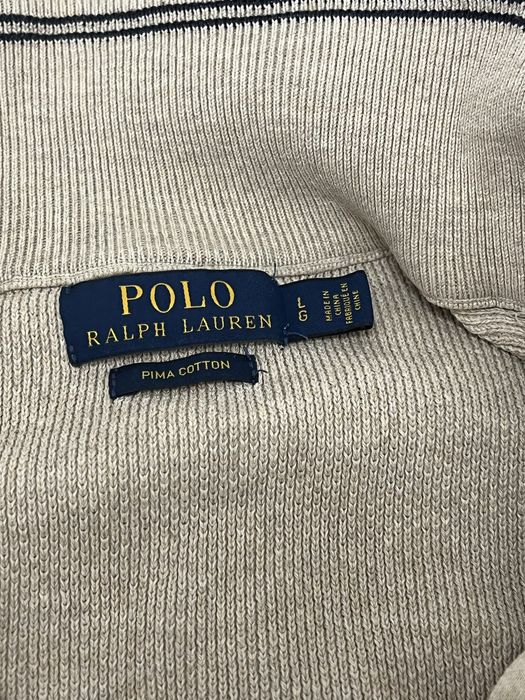 POLO
RALPH LAUREN
L
G
MADE IN
CHINA
FABRIQUÉ EN
CHINE
PIMA COTTON